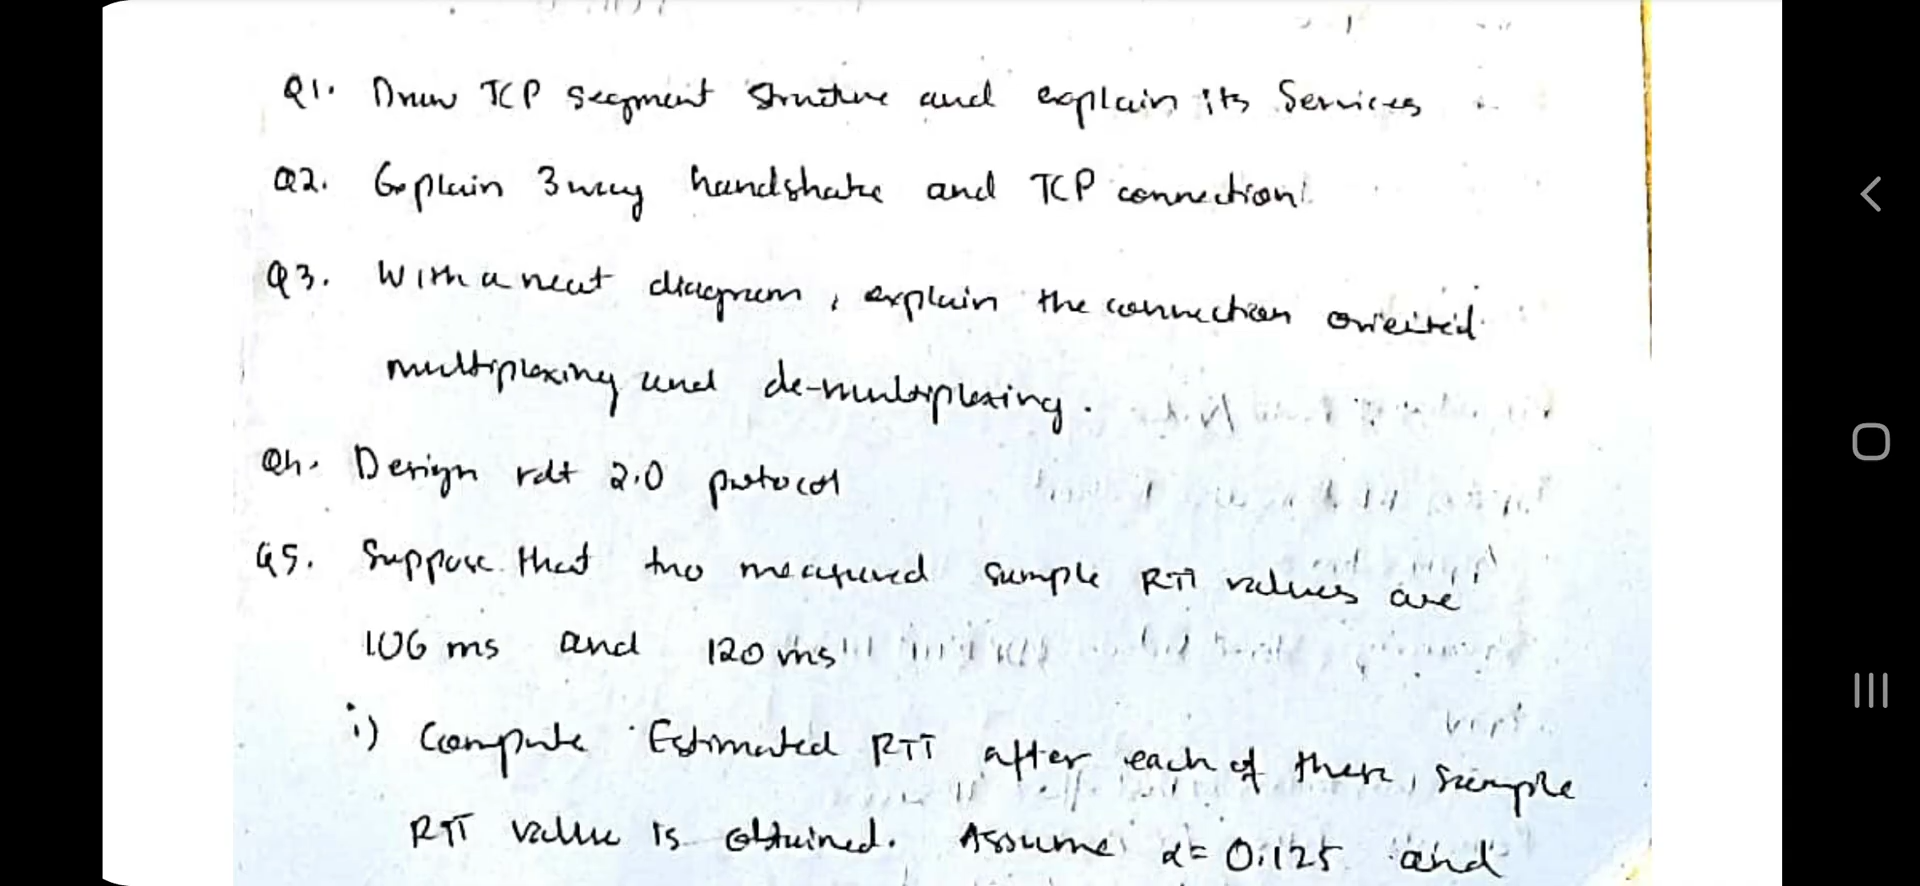 Q1. Draw TCP segment structure and explain its Services
Q2. Explain 3 way handshake and TCP connection.
Q3. With a neat diagram, explain the connection oriented
multiplexing and de-multiplexing.
Q4. Design rdt 2.0 protocol
Q5. Suppose that two measured sample RTT values are
106 ms and 120 ms
i) Compute Estimated RTT after each of these sample
RTT value is obtained. Assume α= 0.125 and